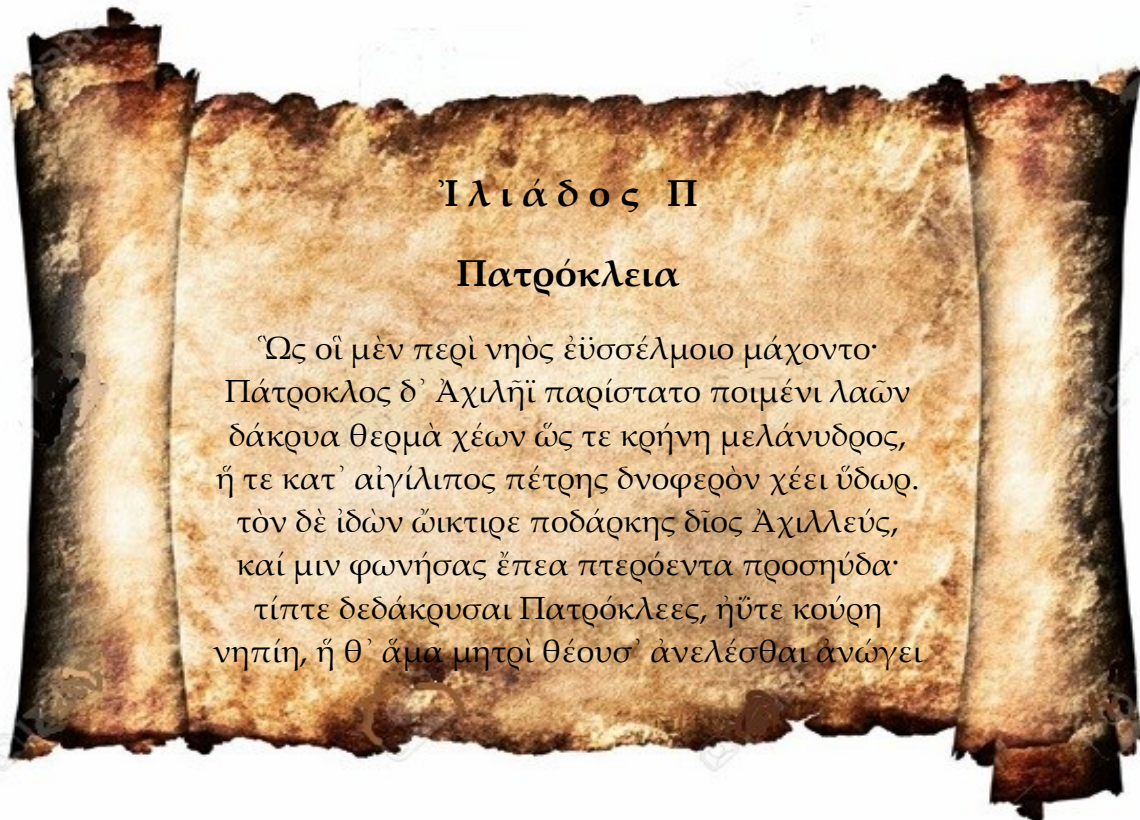 Ἰλιάδος Π
Πατρόκλεια
Ὣς οἳ μὲν περὶ νηὸς ἐϋσσέλμοιο μάχοντο·
Πάτροκλος δ᾽ Ἀχιλῆϊ παρίστατο ποιμένι λαῶν
δάκρυα θερμὰ χέων ὥς τε κρήνη μελάνυδρος,
ἥ τε κατ᾽ αἰγίλιπος πέτρης δνοφερὸν χέει ὕδωρ.
τὸν δὲ ἰδὼν ᾤικτιρε ποδάρκης δῖος Ἀχιλλεύς,
καί μιν φωνήσας ἔπεα πτερόεντα προσηύδα·
τίπτε δεδάκρυσαι Πατρόκλεες, ἠΰτε κούρη
νηπίη, ἥ θ᾽ ἅμα μητρὶ θέουσ᾽ ἀνελέσθαι ἀνώγει